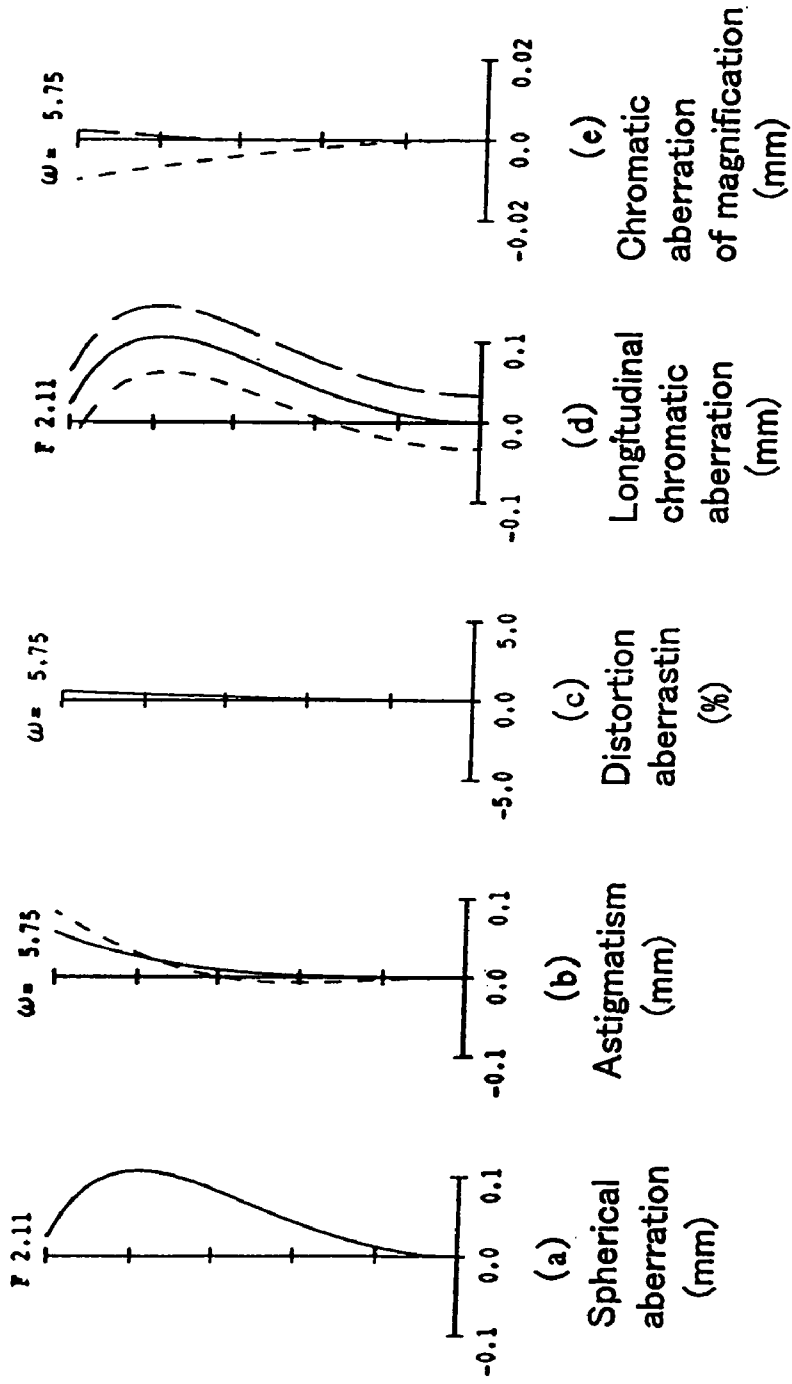 F 2.11
-0.1
0.0
0.1
(a)
Spherical
aberration
(mm)
ω= 5.75
-0.1
0.0
0.1
(b)
Astigmatism
(mm)
ω= 5.75
-5.0
0.0
5.0
(c)
Distortion
aberrastin
(%)
F 2.11
-0.1
0.0
0.1
(d)
Longitudinal
chromatic
aberration
(mm)
ω= 5.75
-0.02
0.0
0.02
(e)
Chromatic
aberration
of magnification
(mm)